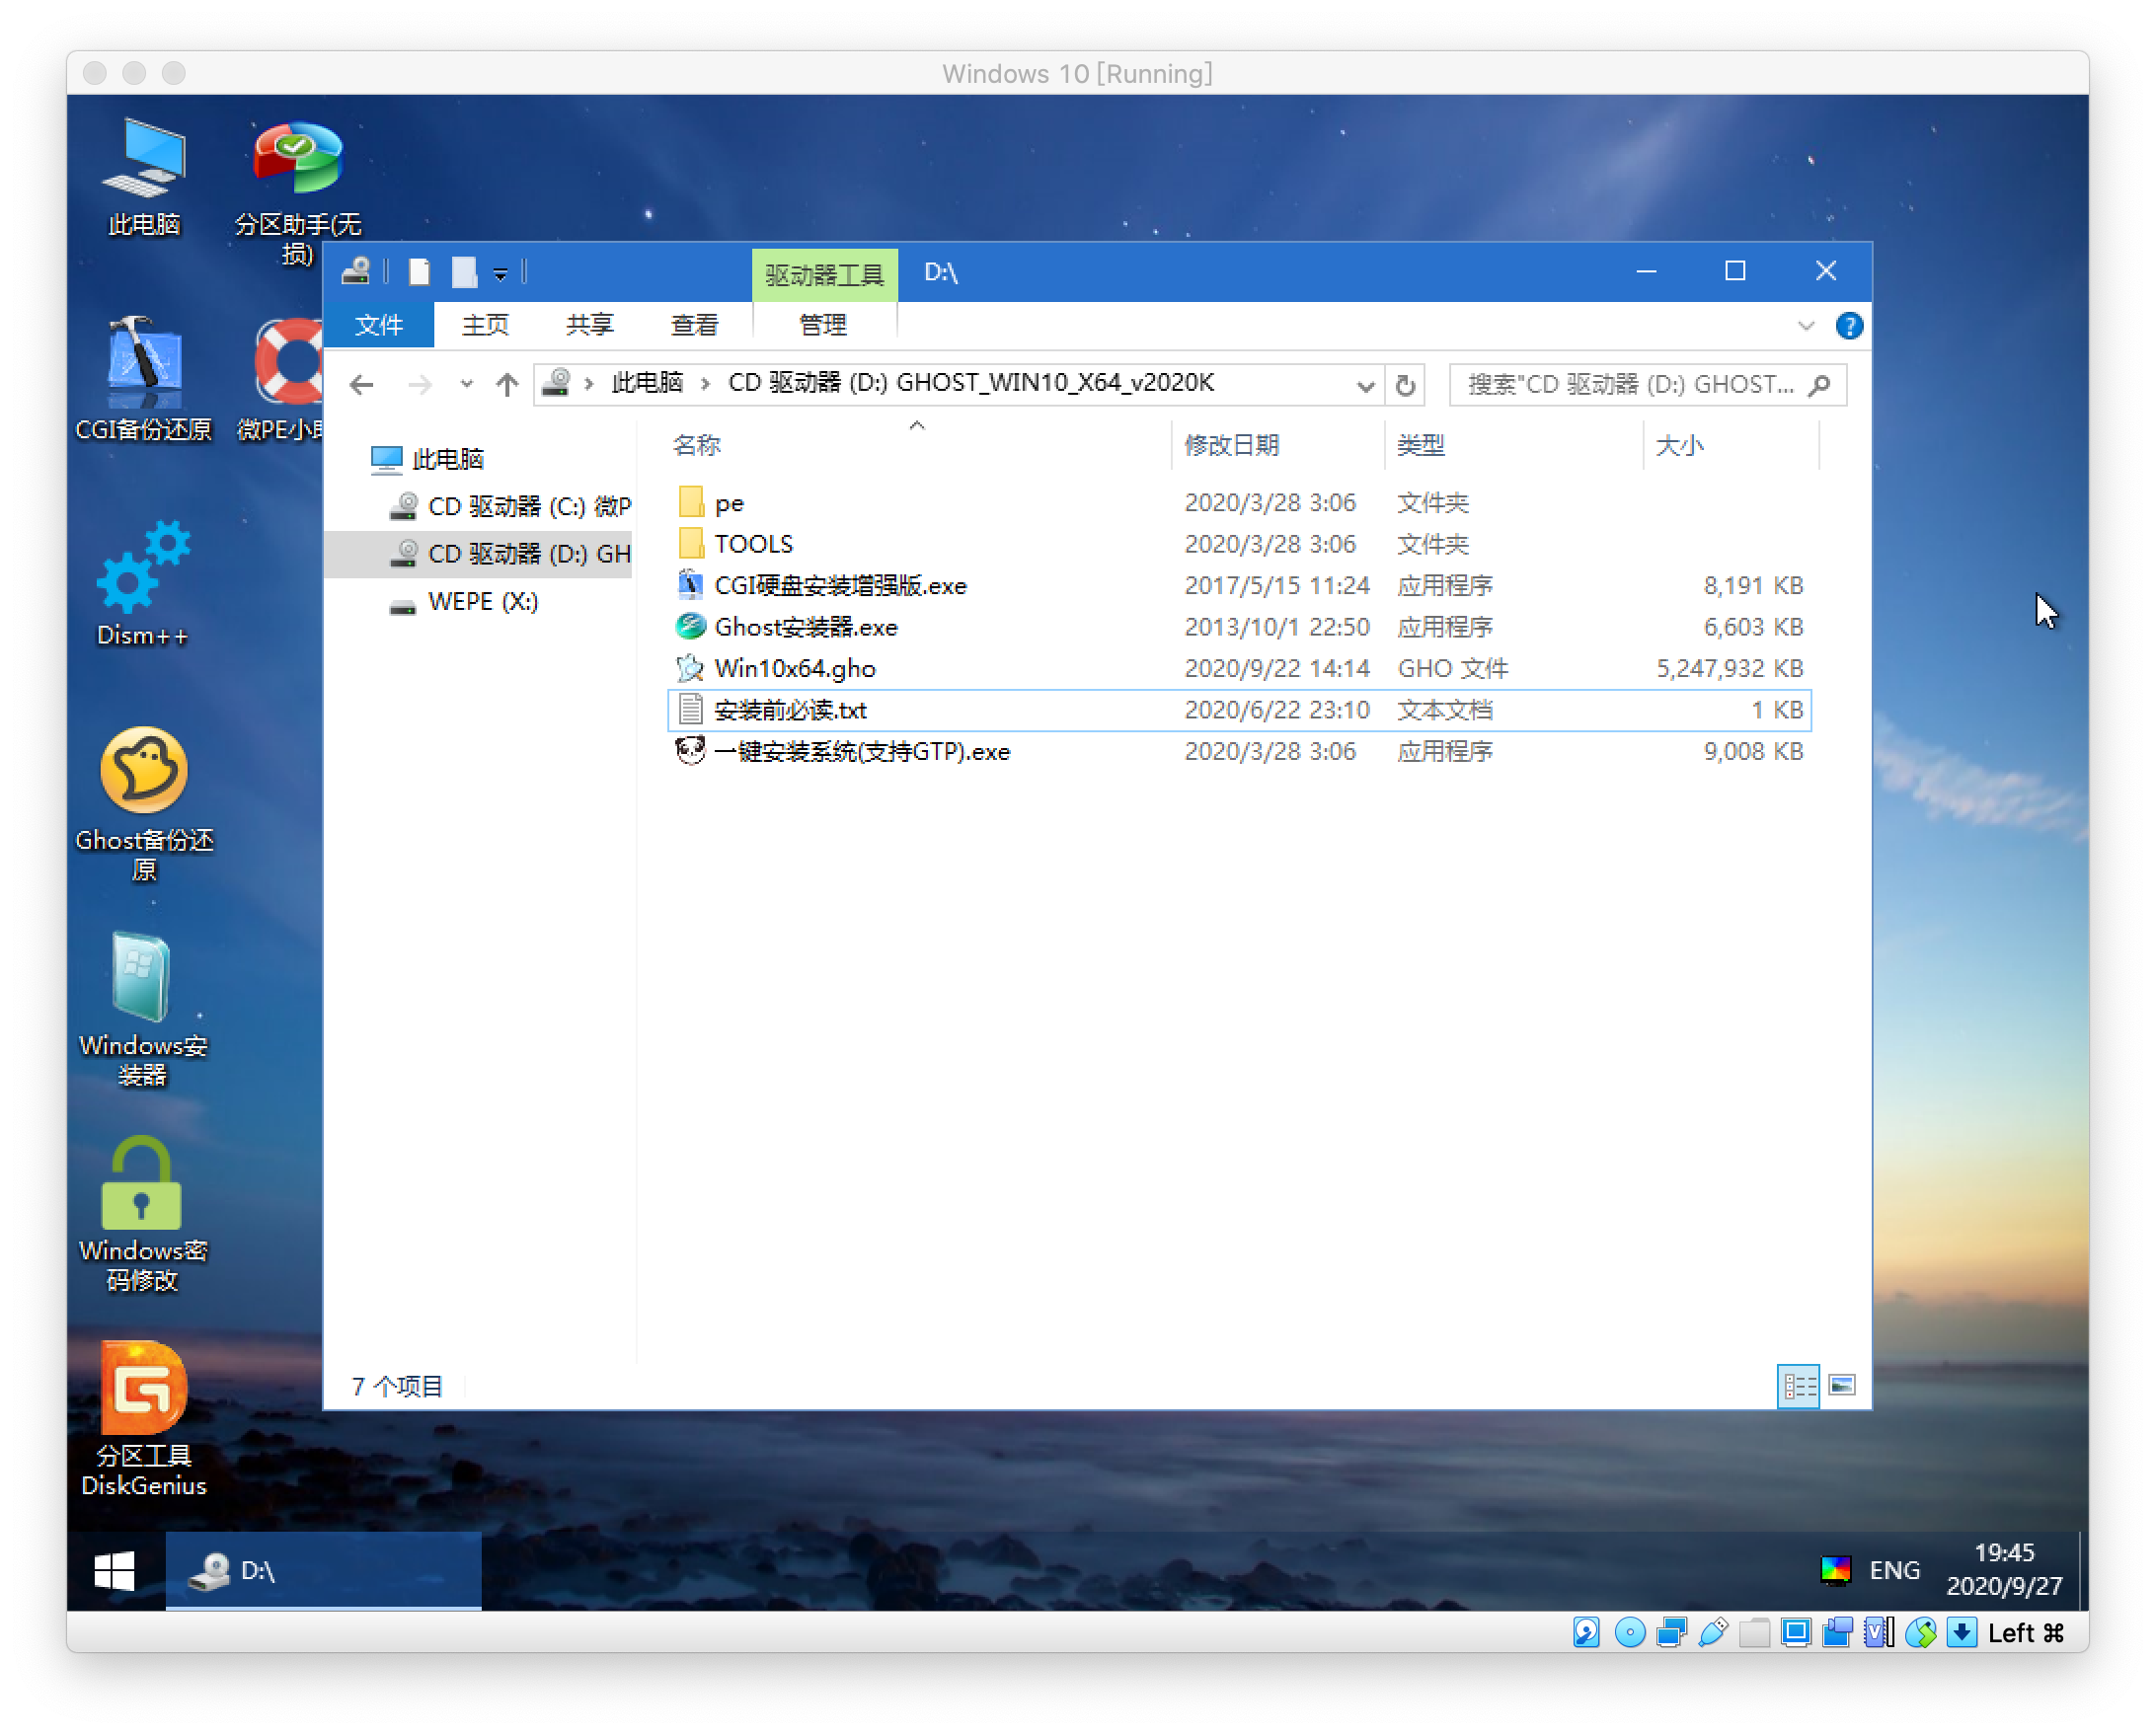 Windows 10 [Running]
此电脑
分区助手(无
损)
CGI备份还原
微PE小
Dism++
Ghost备份还
原
Windows安
装器
Windows密
码修改
分区工具
DiskGenius
驱动器工具
D:\
文件
主页
共享
查看
管理
此电脑 › CD 驱动器 (D:) GHOST_WIN10_X64_v2020K
搜索"CD 驱动器 (D:) GHOST...
此电脑
CD 驱动器 (C:) 微P
CD 驱动器 (D:) GH
WEPE (X:)
名称 修改日期 类型 大小
pe 2020/3/28 3:06 文件夹
TOOLS 2020/3/28 3:06 文件夹
CGI硬盘安装增强版.exe 2017/5/15 11:24 应用程序 8,191 KB
Ghost安装器.exe 2013/10/1 22:50 应用程序 6,603 KB
Win10x64.gho 2020/9/22 14:14 GHO 文件 5,247,932 KB
安装前必读.txt 2020/6/22 23:10 文本文档 1 KB
一键安装系统(支持GTP).exe 2020/3/28 3:06 应用程序 9,008 KB
7 个项目
D:\
ENG
19:45
2020/9/27
Left ⌘